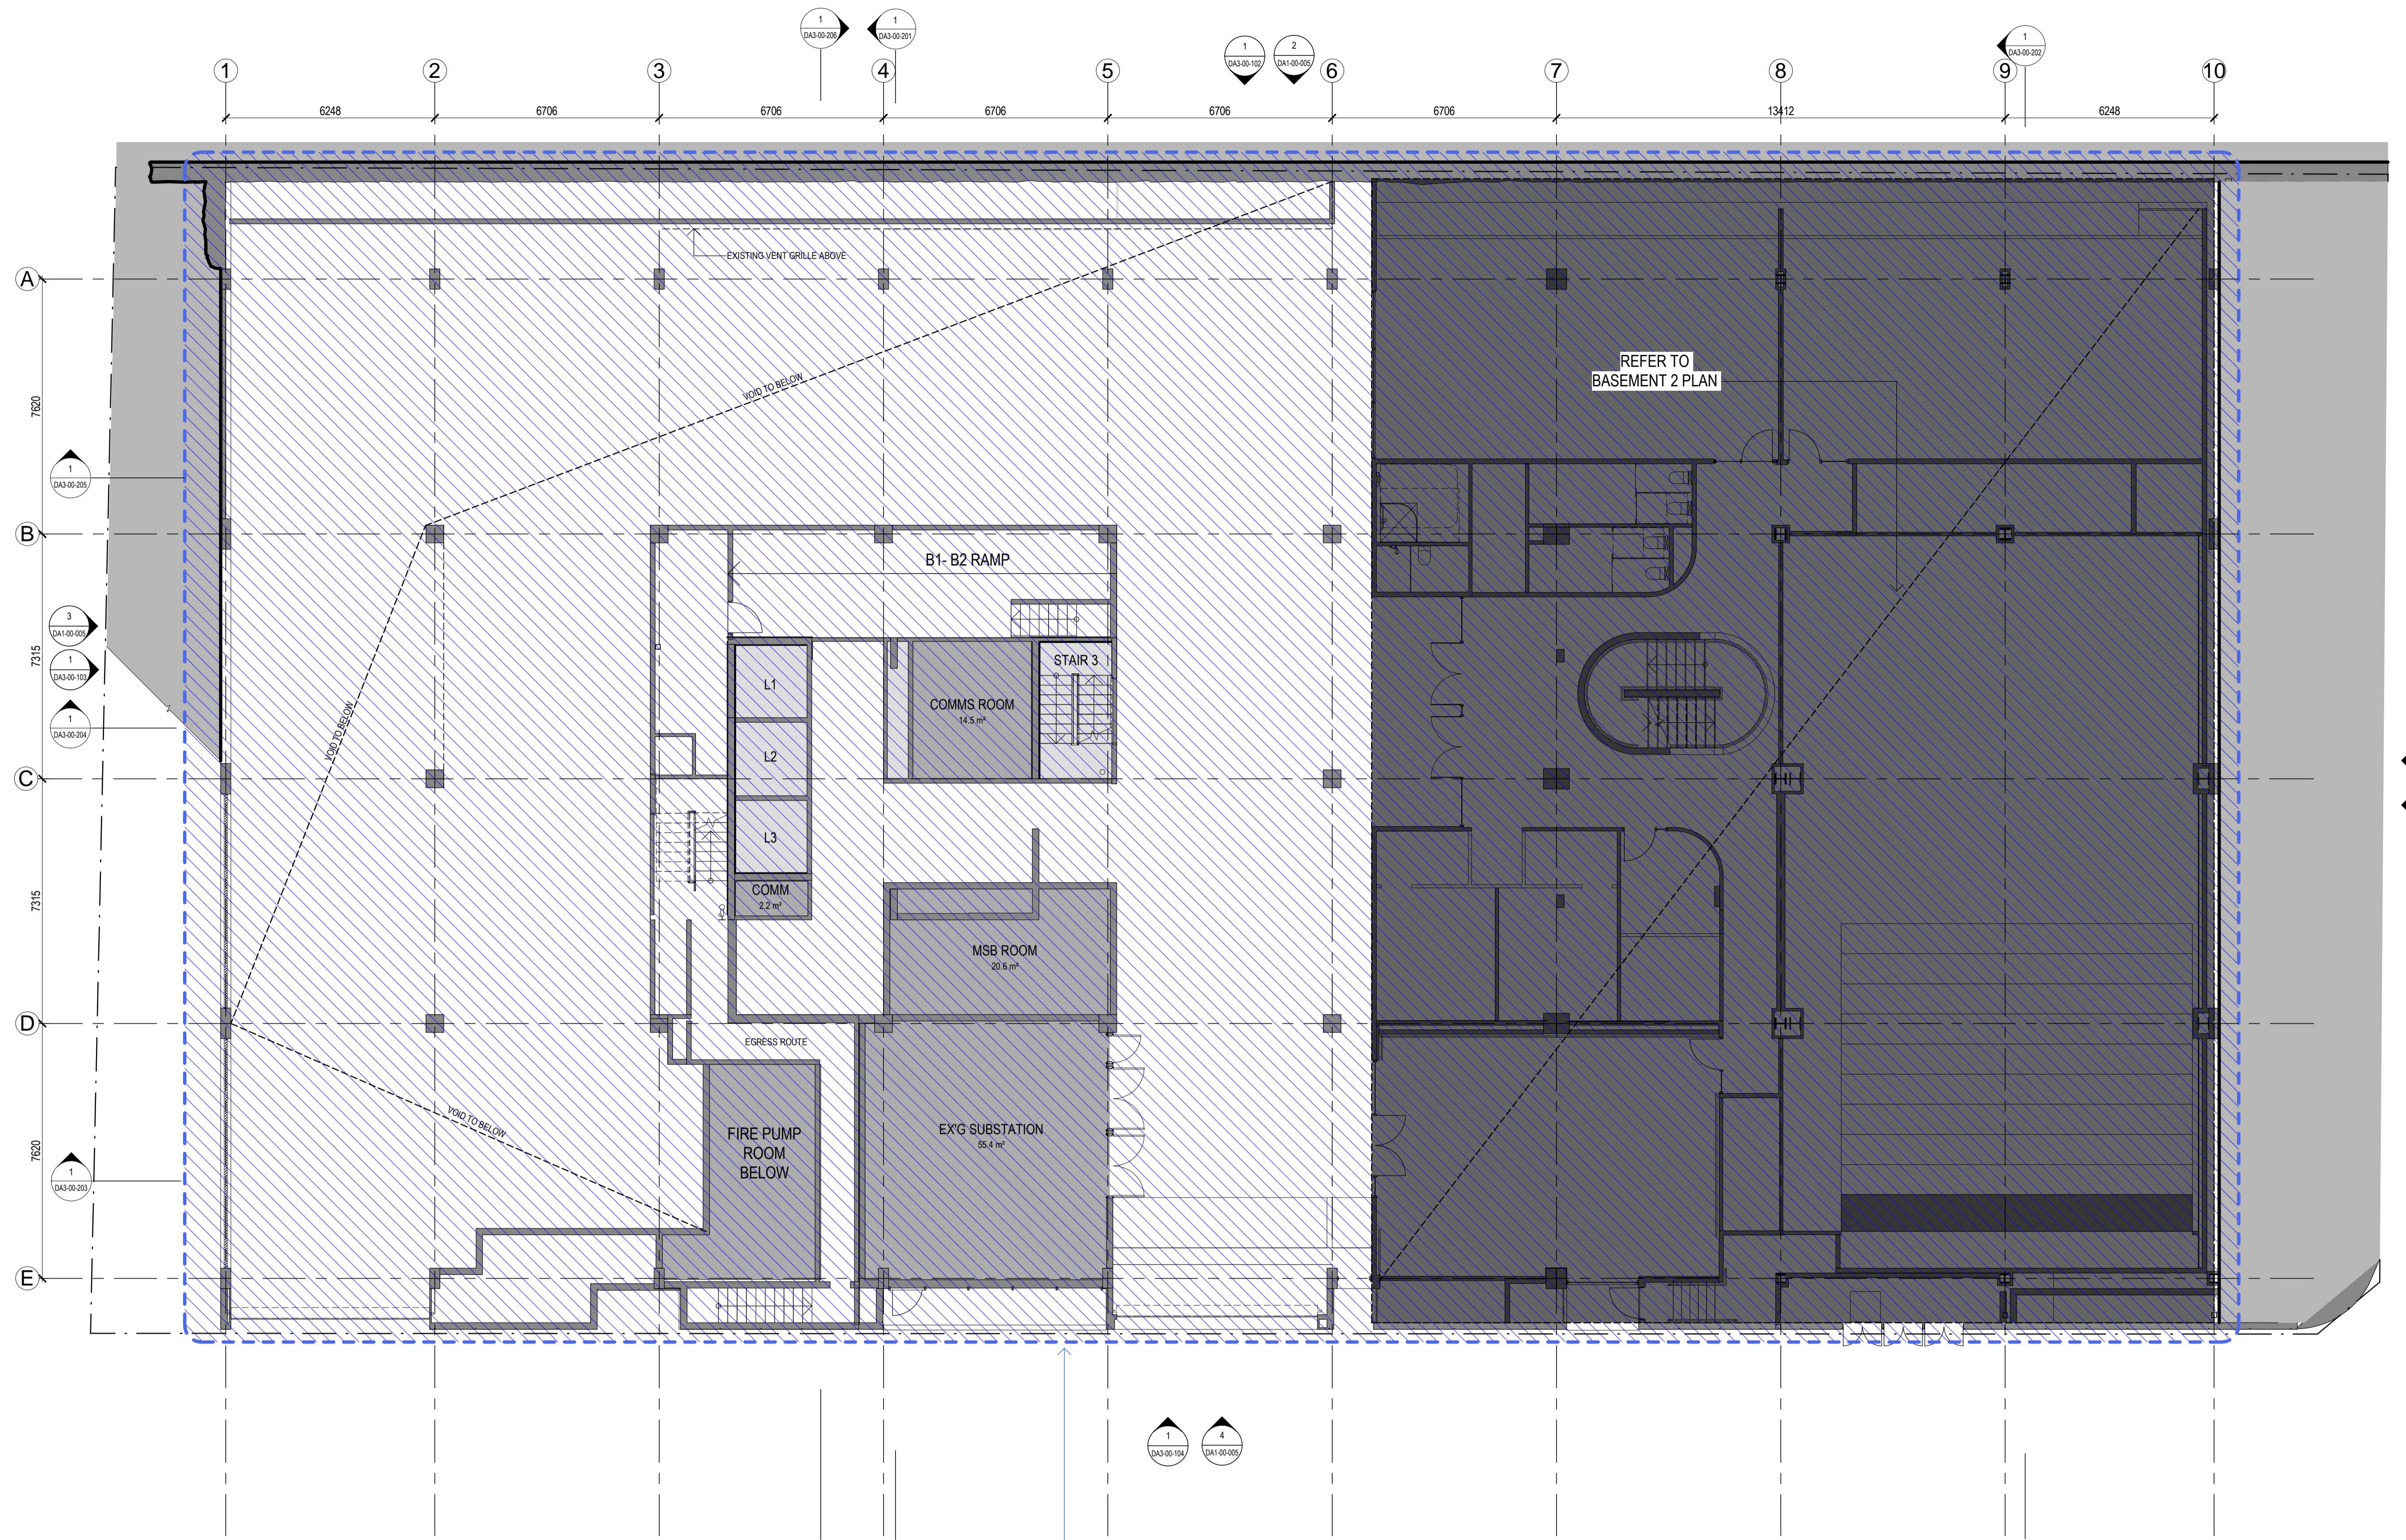 1
DA3-00-206
1
DA3-00-201
1
DA3-00-102
2
DA1-00-005
1
DA3-00-202
1
2
3
4
5
6
7
8
9
10
6248
6706
6706
6706
6706
6706
13412
6248
EXISTING VENT GRILLE ABOVE
A
REFER TO
BASEMENT 2 PLAN
VOID TO BELOW
7620
1
DA3-00-205
B
B1- B2 RAMP
3
DA1-00-005
7315
1
DA3-00-103
STAIR 3
L1
COMMS ROOM
14.5 m²
1
DA3-00-204
VOID TO BELOW
L2
C
L3
COMM
2.2 m²
7315
MSB ROOM
20.6 m²
D
EGRESS ROUTE
VOID TO BELOW
EX'G SUBSTATION
55.4 m²
FIRE PUMP
ROOM
BELOW
7620
1
DA3-00-203
E
1
DA3-00-104
4
DA1-00-005